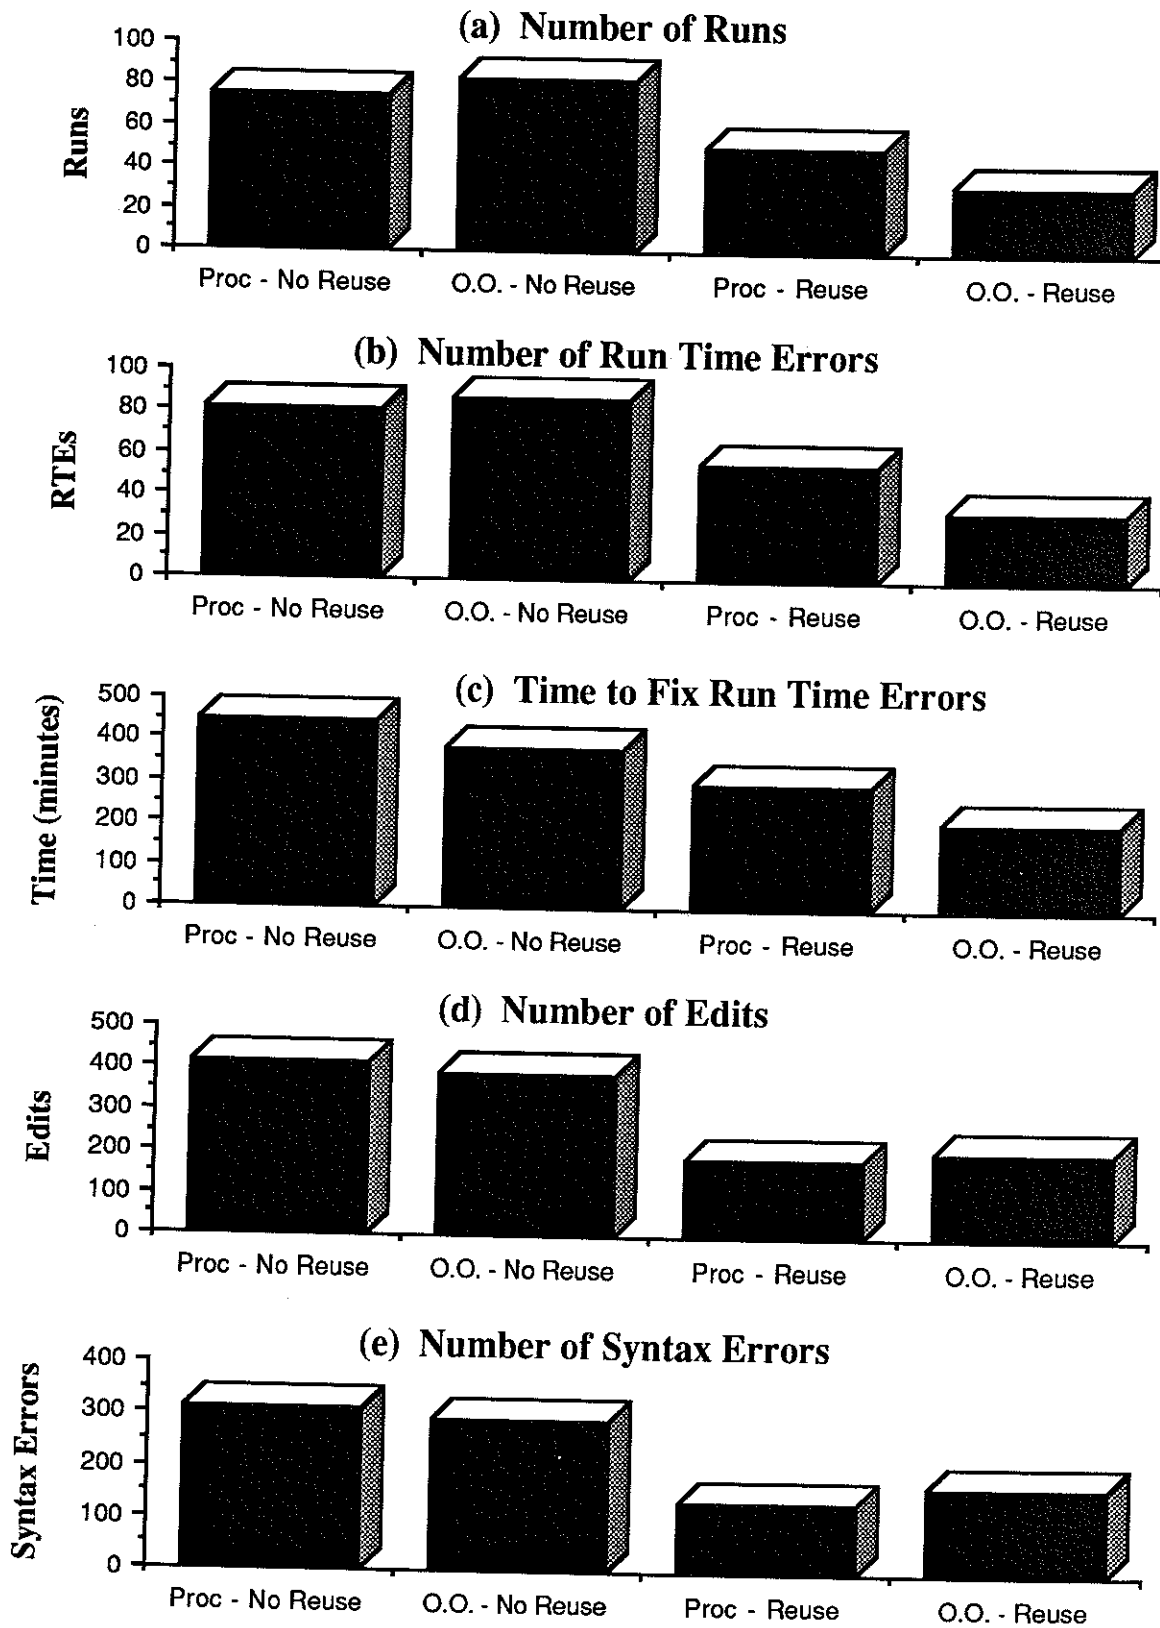 (a) Number of Runs
100
80
60
40
20
0
Runs
Proc - No Reuse
O.O. - No Reuse
Proc - Reuse
O.O. - Reuse
(b) Number of Run Time Errors
100
80
60
40
20
0
RTEs
Proc - No Reuse
O.O. - No Reuse
Proc - Reuse
O.O. - Reuse
(c) Time to Fix Run Time Errors
500
400
300
200
100
0
Time (minutes)
Proc - No Reuse
O.O. - No Reuse
Proc - Reuse
O.O. - Reuse
(d) Number of Edits
500
400
300
200
100
0
Edits
Proc - No Reuse
O.O. - No Reuse
Proc - Reuse
O.O. - Reuse
(e) Number of Syntax Errors
400
300
200
100
0
Syntax Errors
Proc - No Reuse
O.O. - No Reuse
Proc - Reuse
O.O. - Reuse